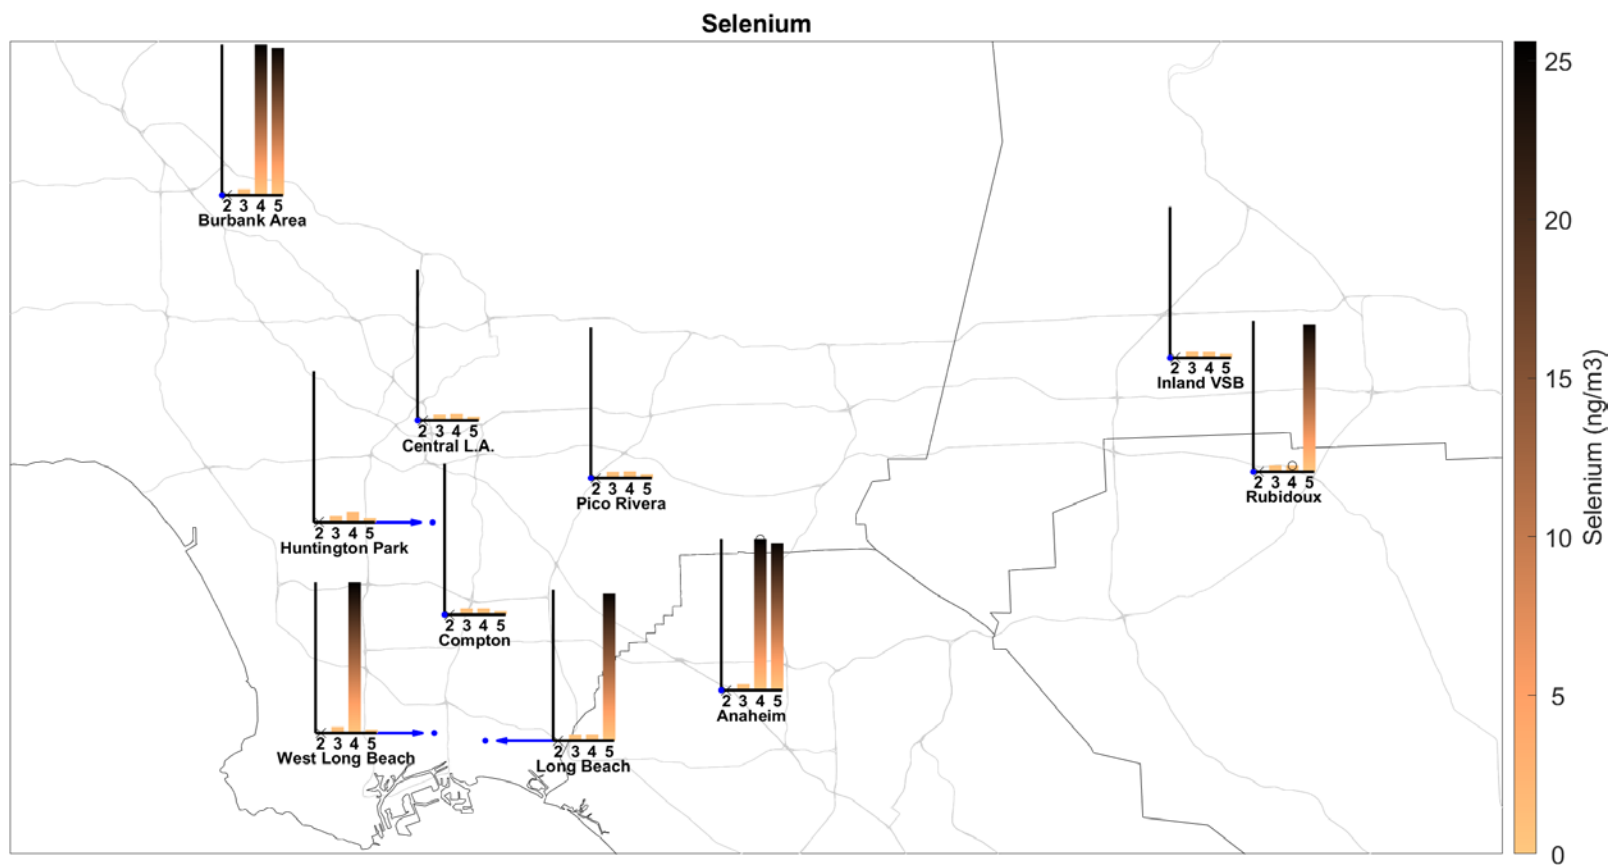 Selenium
2 3 4 5
Burbank Area
2 3 4 5
Central L.A.
2 3 4 5
Pico Rivera
2 3 4 5
Inland VSB
2 3 4 5
Rubidoux
2 3 4 5
Huntington Park
2 3 4 5
Compton
2 3 4 5
West Long Beach
2 3 4 5
Long Beach
2 3 4 5
Anaheim
25
20
15
10
5
0
Selenium (ng/m3)